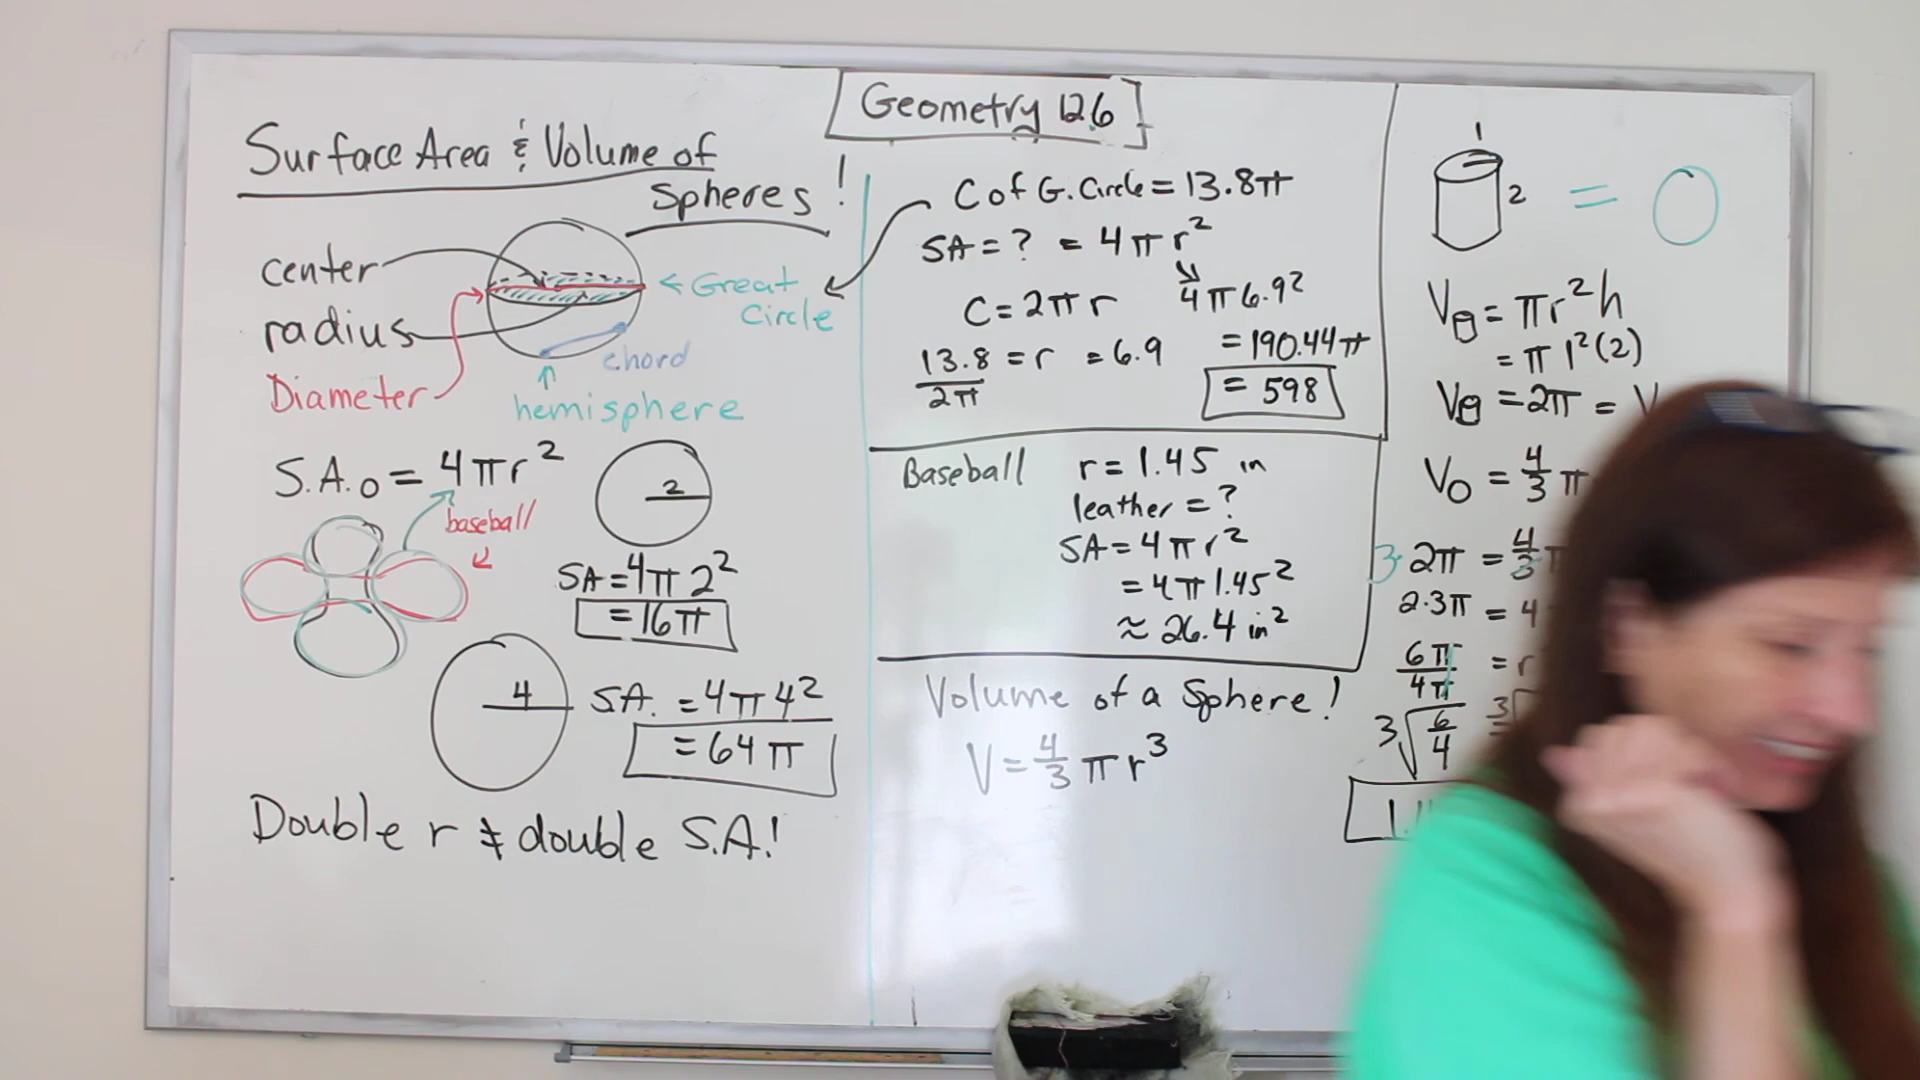 Geometry 12.6
Surface Area & Volume of
Spheres!
center
radius
Diameter
← Great
Circle
chord
hemisphere
S.A.○ = 4πr²
baseball
2
SA = 4π2²
= 16π
4
S.A. = 4π4²
= 64π
Double r ≠ double S.A.!
C of G. Circle = 13.8π
SA = ? = 4πr²
4π6.9²
C = 2πr
13.8/2π = r = 6.9
= 190.44π
= 598
Baseball r = 1.45 in
leather = ?
SA = 4πr²
= 4π1.45²
≈ 26.4 in²
Volume of a Sphere!
V = 4/3 πr³
1
2 =
V = πr²h
= π1²(2)
V = 2π =
V○ = 4/3 π
3· 2π = 4/3
2·3π = 4
6π/4π = r
3√6/4